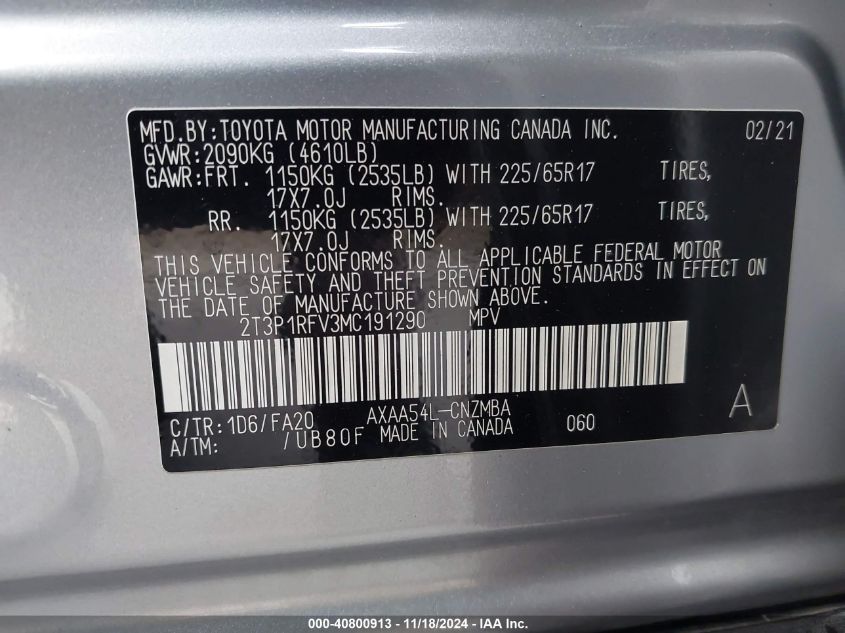 MFD.BY:TOYOTA MOTOR MANUFACTURING CANADA INC. 02/21
GVWR:2090KG (4610LB)
GAWR:FRT. 1150KG (2535LB) WITH 225/65R17 TIRES,
17X7.0J RIMS.
RR. 1150KG (2535LB) WITH 225/65R17 TIRES,
17X7.0J RIMS.
THIS VEHICLE CONFORMS TO ALL APPLICABLE FEDERAL MOTOR
VEHICLE SAFETY AND THEFT PREVENTION STANDARDS IN EFFECT ON
THE DATE OF MANUFACTURE SHOWN ABOVE.
2T3P1RFV3MC191290 MPV
C/TR:1D6/FA20 AXAA54L-CNZMBA A
A/TM: /UB80F MADE IN CANADA 060
000-40800913 - 11/18/2024 - IAA Inc.